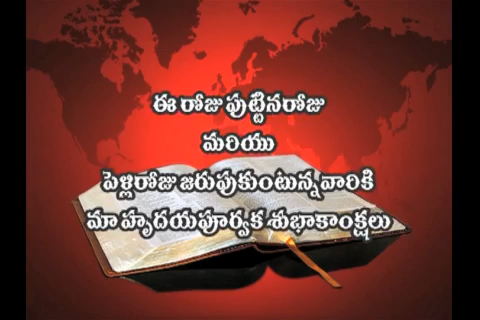 ఈ రోజు పుట్టినరోజు
మరియు
పెళ్లిరోజు జరుపుకుంటున్నవారికి
మా హృదయపూర్వక శుభాకాంక్షలు